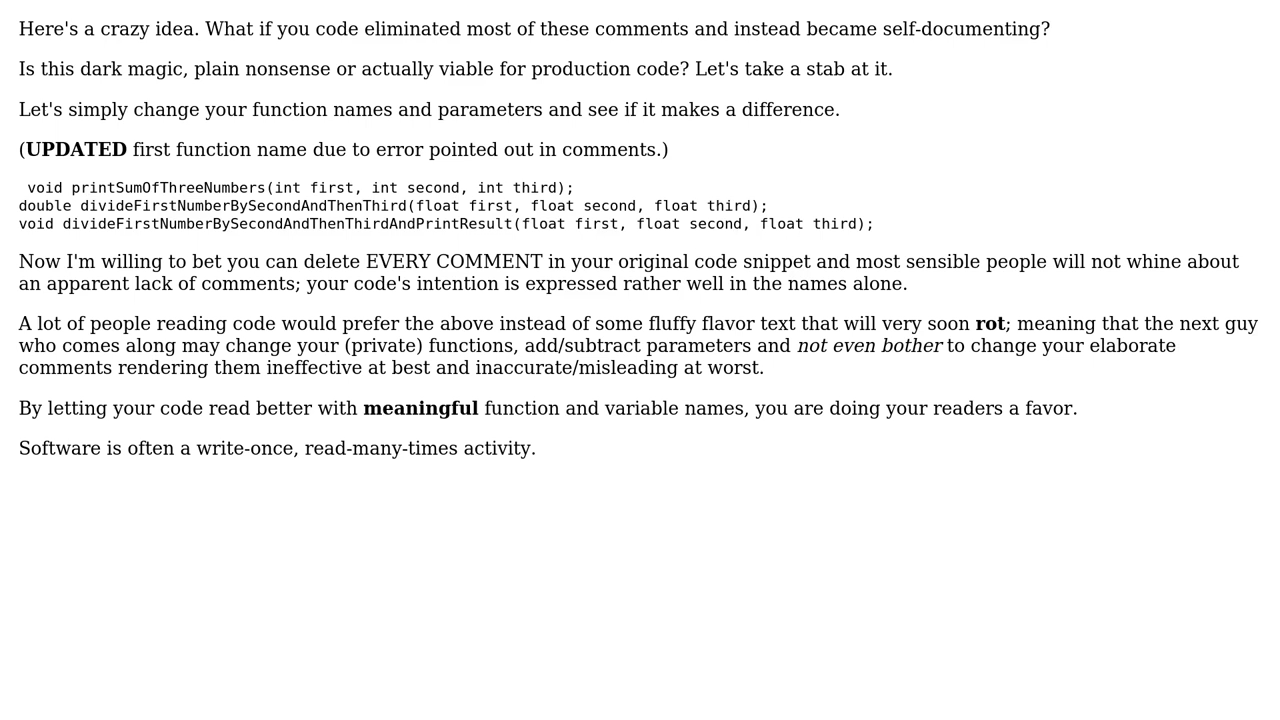 Here's a crazy idea. What if you code eliminated most of these comments and instead became self-documenting?
Is this dark magic, plain nonsense or actually viable for production code? Let's take a stab at it.
Let's simply change your function names and parameters and see if it makes a difference.
(UPDATED first function name due to error pointed out in comments.)
void printSumOfThreeNumbers(int first, int second, int third);
double divideFirstNumberBySecondAndThenThird(float first, float second, float third);
void divideFirstNumberBySecondAndThenThirdAndPrintResult(float first, float second, float third);
Now I'm willing to bet you can delete EVERY COMMENT in your original code snippet and most sensible people will not whine about
an apparent lack of comments; your code's intention is expressed rather well in the names alone.
A lot of people reading code would prefer the above instead of some fluffy flavor text that will very soon rot; meaning that the next guy
who comes along may change your (private) functions, add/subtract parameters and not even bother to change your elaborate
comments rendering them ineffective at best and inaccurate/misleading at worst.
By letting your code read better with meaningful function and variable names, you are doing your readers a favor.
Software is often a write-once, read-many-times activity.